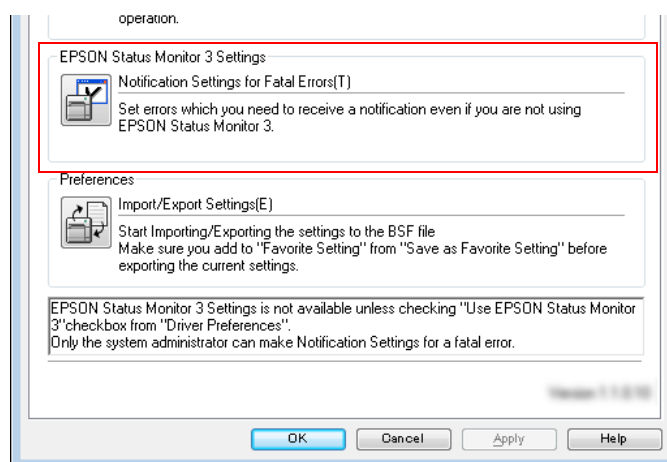 operation.
EPSON Status Monitor 3 Settings
Notification Settings for Fatal Errors(T)
Set errors which you need to receive a notification even if you are not using
EPSON Status Monitor 3.
Preferences
Import/Export Settings(E)
Start Importing/Exporting the settings to the BSF file
Make sure you add to "Favorite Setting" from "Save as Favorite Setting" before
exporting the current settings.
EPSON Status Monitor 3 Settings is not available unless checking "Use EPSON Status Monitor
3"checkbox from "Driver Preferences".
Only the system administrator can make Notification Settings for a fatal error.
OK Cancel Apply Help